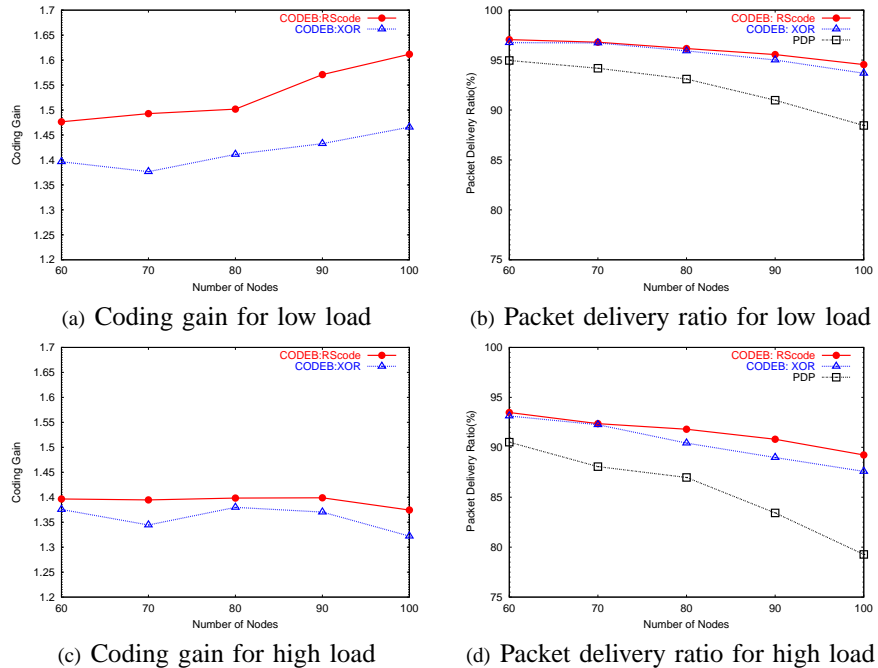 1.7
1.65
1.6
1.55
1.5
1.45
1.4
1.35
1.3
1.25
1.2
Coding Gain
CODEB:RScode
CODEB:XOR
60 70 80 90 100
Number of Nodes
(a) Coding gain for low load
100
95
90
85
80
75
Packet Delivery Ratio(%)
CODEB: RScode
CODEB: XOR
PDP
60 70 80 90 100
Number of Nodes
(b) Packet delivery ratio for low load
1.7
1.65
1.6
1.55
1.5
1.45
1.4
1.35
1.3
1.25
1.2
Coding Gain
CODEB:RScode
CODEB:XOR
60 70 80 90 100
Number of Nodes
(c) Coding gain for high load
100
95
90
85
80
75
Packet Delivery Ratio(%)
CODEB: RScode
CODEB: XOR
PDP
60 70 80 90 100
Number of Nodes
(d) Packet delivery ratio for high load